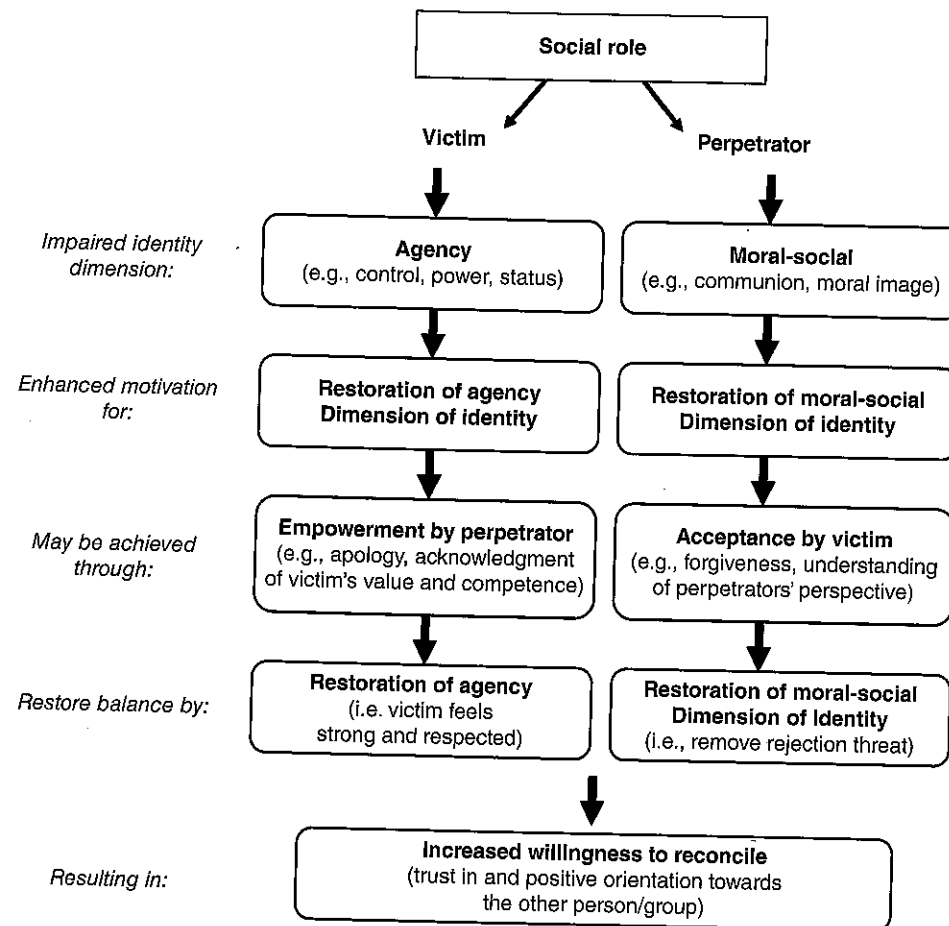 Social role
Victim
Perpetrator
Impaired identity
dimension:
Agency
(e.g., control, power, status)
Moral-social
(e.g., communion, moral image)
Enhanced motivation
for:
Restoration of agency
Dimension of identity
Restoration of moral-social
Dimension of identity
May be achieved
through:
Empowerment by perpetrator
(e.g., apology, acknowledgment
of victim's value and competence)
Acceptance by victim
(e.g., forgiveness, understanding
of perpetrators' perspective)
Restore balance by:
Restoration of agency
(i.e. victim feels
strong and respected)
Restoration of moral-social
Dimension of Identity
(i.e., remove rejection threat)
Resulting in:
Increased willingness to reconcile
(trust in and positive orientation towards
the other person/group)